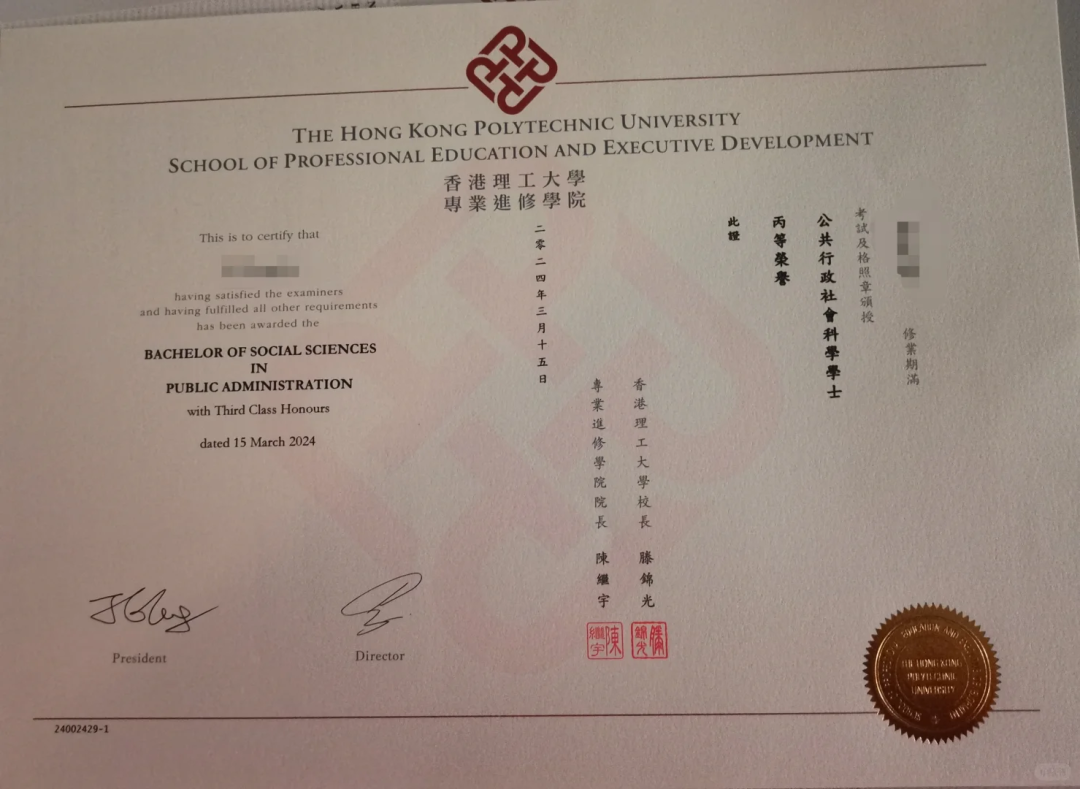 THE HONG KONG POLYTECHNIC UNIVERSITY
SCHOOL OF PROFESSIONAL EDUCATION AND EXECUTIVE DEVELOPMENT
香港理工大學
專業進修學院
This is to certify that
having satisfied the examiners
and having fulfilled all other requirements
has been awarded the
BACHELOR OF SOCIAL SCIENCES
IN
PUBLIC ADMINISTRATION
with Third Class Honours
dated 15 March 2024
修業期滿
考試及格照章頒授
公共行政社會科學學士
丙等榮譽
此證
香港理工大學校長 滕錦光
專業進修學院院長 陳繼宇
二零二四年三月十五日
President
Director
THE HONG KONG
POLYTECHNIC
UNIVERSITY
24002429-1